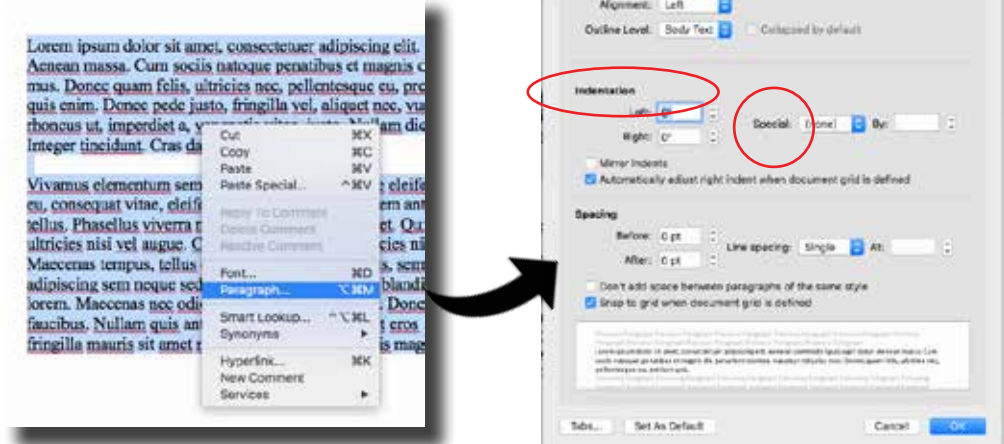 Lorem ipsum dolor sit amet, consectetuer adipiscing elit.
Aenean massa. Cum sociis natoque penatibus et magnis
mus. Donec quam felis, ultricies nec, pellentesque eu,
quis enim. Donec pede justo, fringilla vel, aliquet nec,
rhoncus ut, imperdiet a,
Integer tincidunt. Cras
Vivamus elementum sem
eu, consequat vitae,
tellus. Phasellus viverra
ultricies nisi vel augue.
Maecenas tempus, tellus
adipiscing sem neque sed
lorem. Maecenas nec
faucibus. Nullam quis
fringilla mauris sit amet
Cut ⌘X
Copy ⌘C
Paste ⌘V
Paste Special... ^⌘V
Reply To Comment
Delete Comment
Resolve Comment
Font... ⌘D
Paragraph... ⌥⌘M
Smart Lookup... ^⌥⌘L
Synonyms
Hyperlink... ⌘K
New Comment
Services
Alignment: Left
Outline Level: Body Text Collapsed by default
Indentation
Left: 0"
Right: 0"
Special: (none) By:
Mirror Indents
Automatically adjust right indent when document grid is defined
Spacing
Before: 0 pt
After: 0 pt
Line spacing: Single At:
Don't add space between paragraphs of the same style
Snap to grid when document grid is defined
Tabs... Set As Default Cancel OK